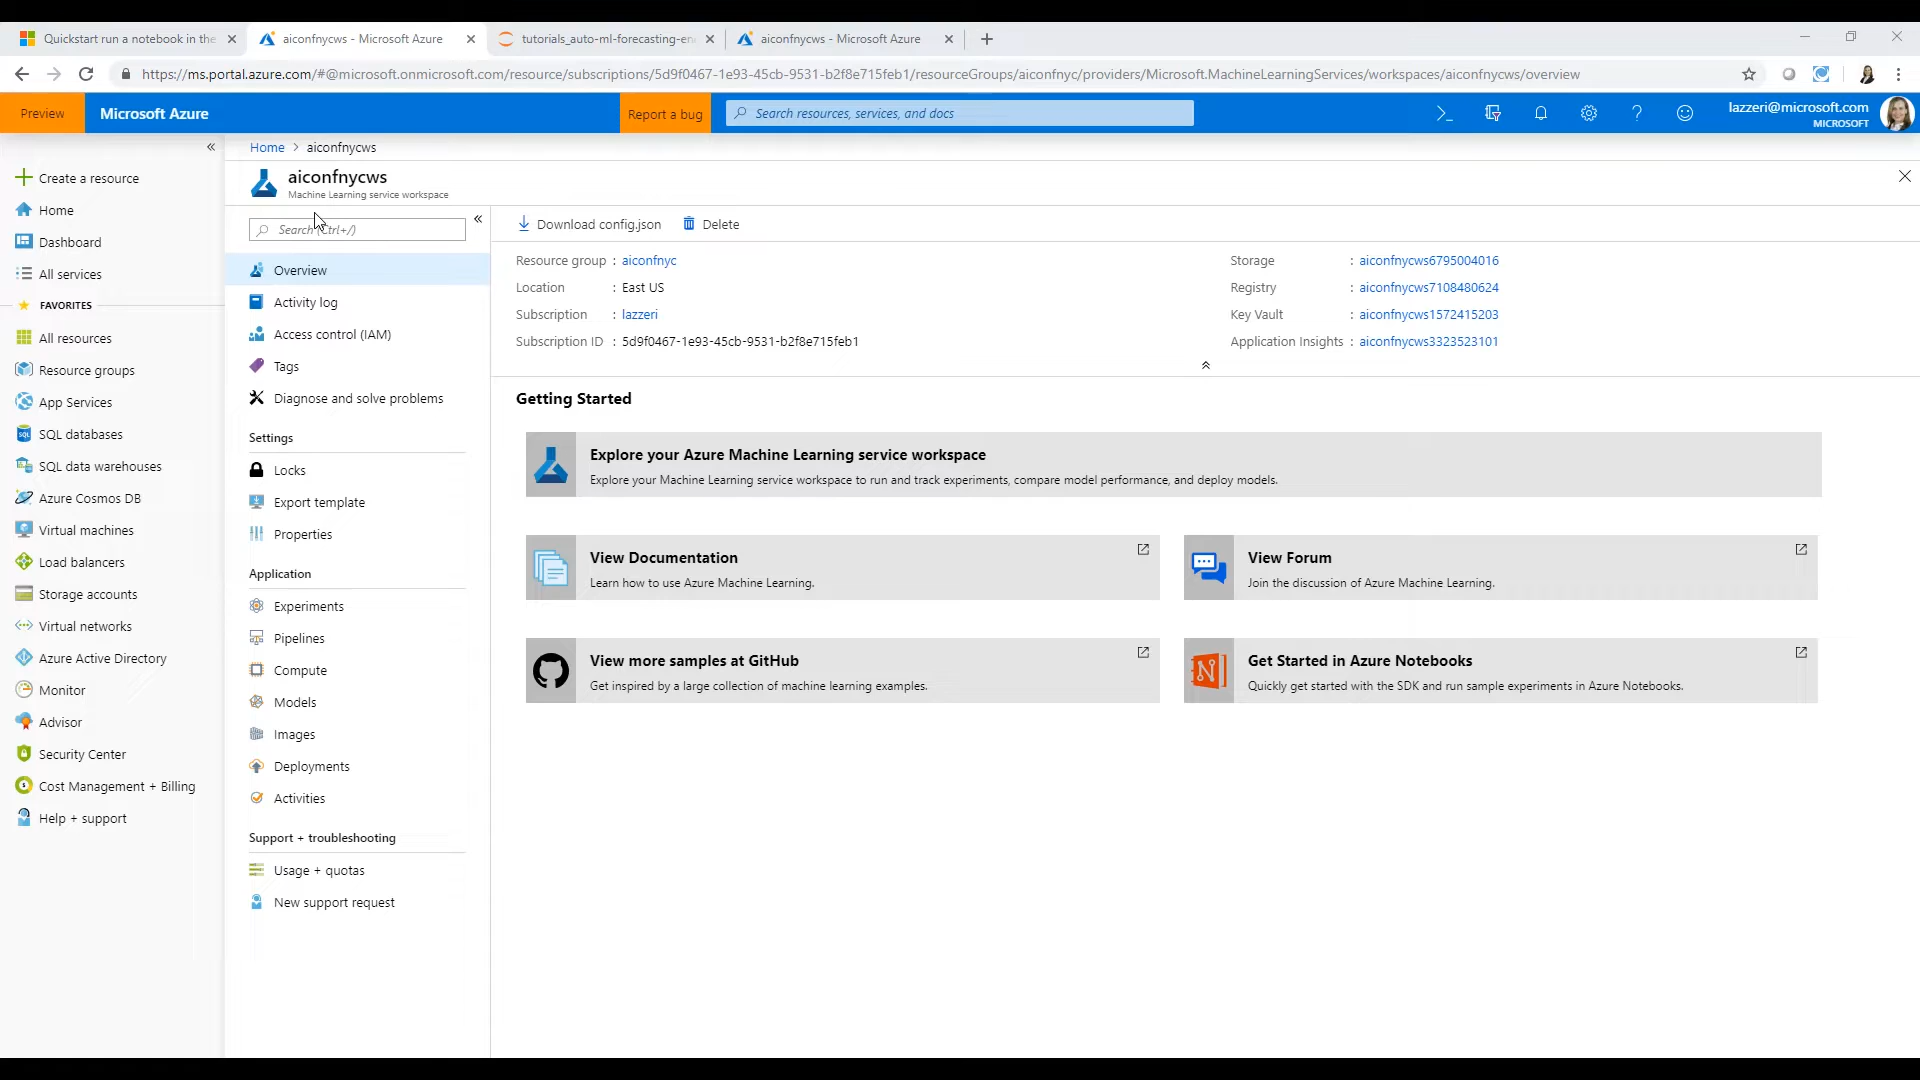 Quickstart run a notebook in the
aiconfnycws - Microsoft Azure
tutorials_auto-ml-forecasting-en
aiconfnycws - Microsoft Azure
https://ms.portal.azure.com/#@microsoft.onmicrosoft.com/resource/subscriptions/5d9f0467-1e93-45cb-9531-b2f8e715feb1/resourceGroups/aiconfnyc/providers/Microsoft.MachineLearningServices/workspaces/aiconfnycws/overview
Preview
Microsoft Azure
Report a bug
Search resources, services, and docs
lazzeri@microsoft.com
MICROSOFT
Create a resource
Home
Dashboard
All services
FAVORITES
All resources
Resource groups
App Services
SQL databases
SQL data warehouses
Azure Cosmos DB
Virtual machines
Load balancers
Storage accounts
Virtual networks
Azure Active Directory
Monitor
Advisor
Security Center
Cost Management + Billing
Help + support
Home > aiconfnycws
aiconfnycws
Machine Learning service workspace
Search (Ctrl+/)
Overview
Activity log
Access control (IAM)
Tags
Diagnose and solve problems
Settings
Locks
Export template
Properties
Application
Experiments
Pipelines
Compute
Models
Images
Deployments
Activities
Support + troubleshooting
Usage + quotas
New support request
Download config.json
Delete
Resource group : aiconfnyc
Location : East US
Subscription : lazzeri
Subscription ID : 5d9f0467-1e93-45cb-9531-b2f8e715feb1
Storage : aiconfnycws6795004016
Registry : aiconfnycws7108480624
Key Vault : aiconfnycws1572415203
Application Insights : aiconfnycws3323523101
Getting Started
Explore your Azure Machine Learning service workspace
Explore your Machine Learning service workspace to run and track experiments, compare model performance, and deploy models.
View Documentation
Learn how to use Azure Machine Learning.
View Forum
Join the discussion of Azure Machine Learning.
View more samples at GitHub
Get inspired by a large collection of machine learning examples.
Get Started in Azure Notebooks
Quickly get started with the SDK and run sample experiments in Azure Notebooks.